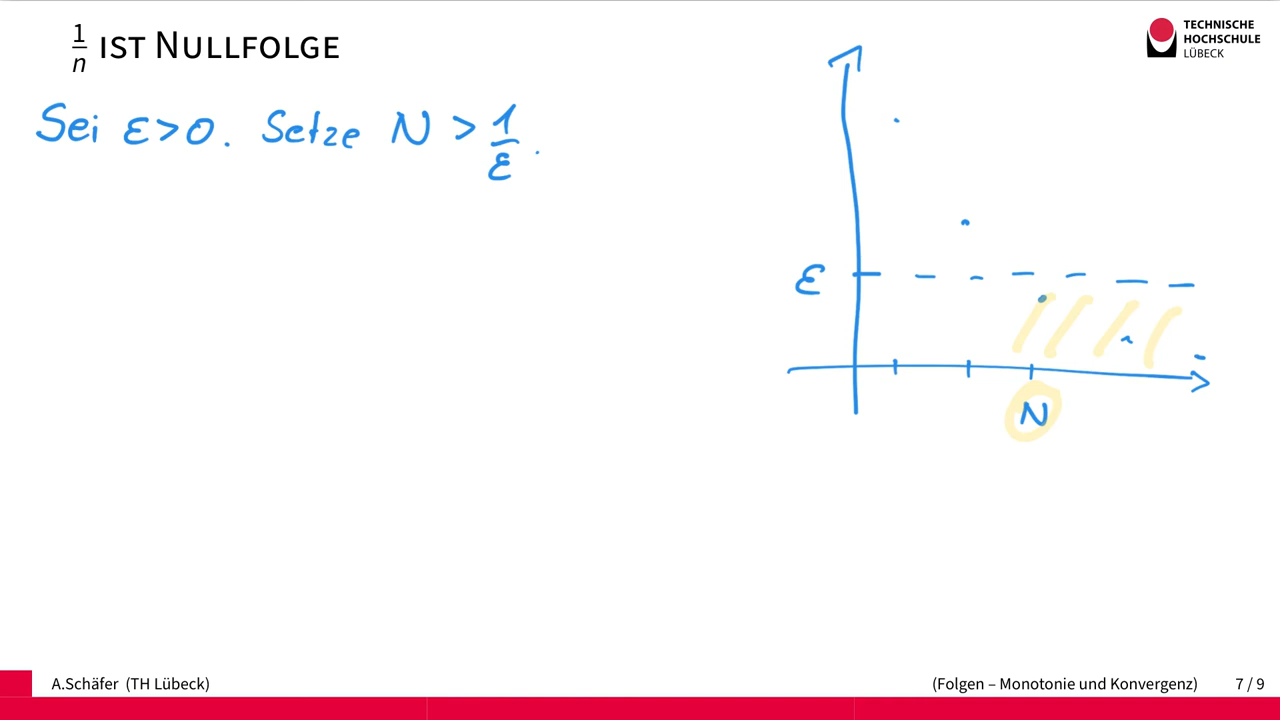 1/n IST NULLFOLGE
TECHNISCHE
HOCHSCHULE
LÜBECK
Sei ε>0. Setze N > 1/ε.
ε
N
A.Schäfer (TH Lübeck)
(Folgen – Monotonie und Konvergenz)
7 / 9